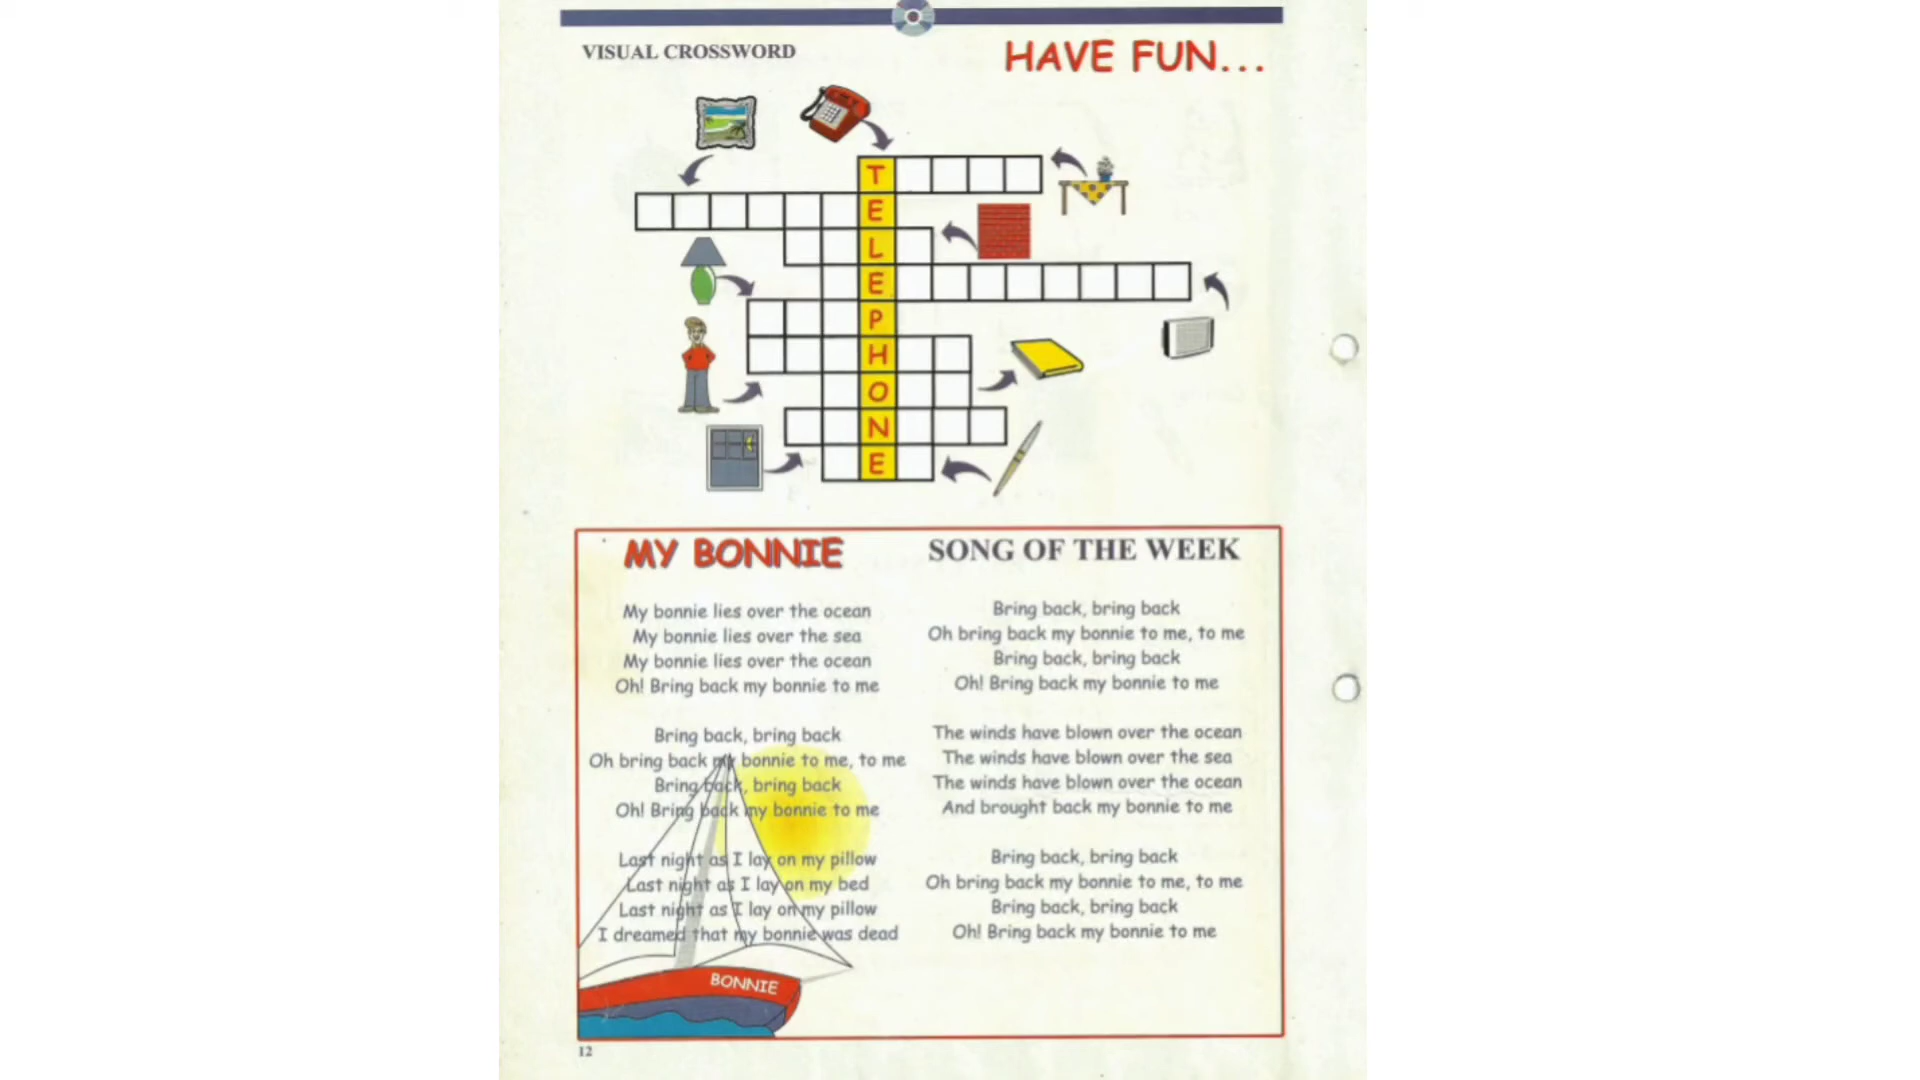 VISUAL CROSSWORD
HAVE FUN...
T
E
L
E
P
H
O
N
E
MY BONNIE
My bonnie lies over the ocean
My bonnie lies over the sea
My bonnie lies over the ocean
Oh! Bring back my bonnie to me
Bring back, bring back
Oh bring back my bonnie to me, to me
Bring back, bring back
Oh! Bring back my bonnie to me
Last night as I lay on my pillow
Last night as I lay on my bed
Last night as I lay on my pillow
I dreamed that my bonnie was dead
BONNIE
SONG OF THE WEEK
Bring back, bring back
Oh bring back my bonnie to me, to me
Bring back, bring back
Oh! Bring back my bonnie to me
The winds have blown over the ocean
The winds have blown over the sea
The winds have blown over the ocean
And brought back my bonnie to me
Bring back, bring back
Oh bring back my bonnie to me, to me
Bring back, bring back
Oh! Bring back my bonnie to me
12